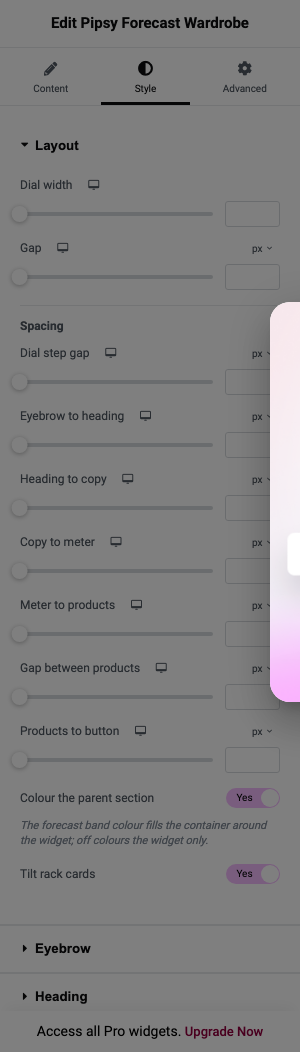 Edit Pipsy Forecast Wardrobe
Content
Style
Advanced
Layout
Dial width
Gap
px
Spacing
Dial step gap
px
Eyebrow to heading
px
Heading to copy
px
Copy to meter
px
Meter to products
px
Gap between products
px
Products to button
px
Colour the parent section
Yes
The forecast band colour fills the container around
the widget; off colours the widget only.
Tilt rack cards
Yes
Eyebrow
Heading
Access all Pro widgets. Upgrade Now